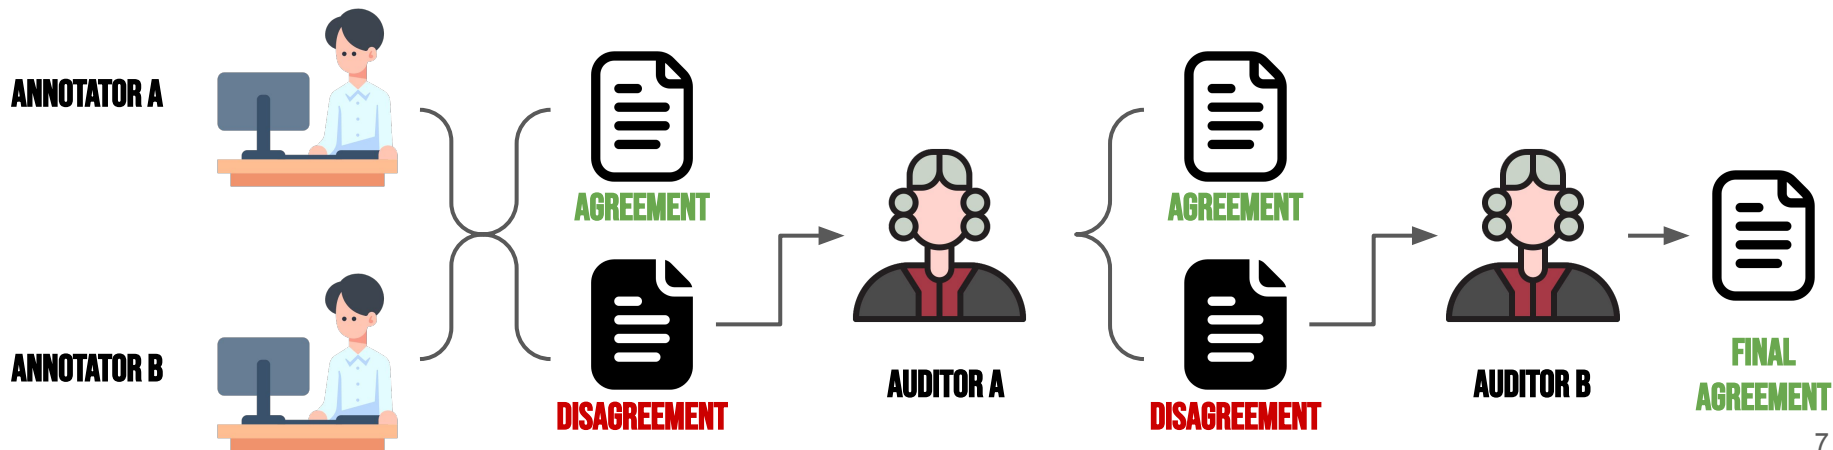 ANNOTATOR A
ANNOTATOR B
AGREEMENT
DISAGREEMENT
AUDITOR A
AGREEMENT
DISAGREEMENT
AUDITOR B
FINAL
AGREEMENT
7